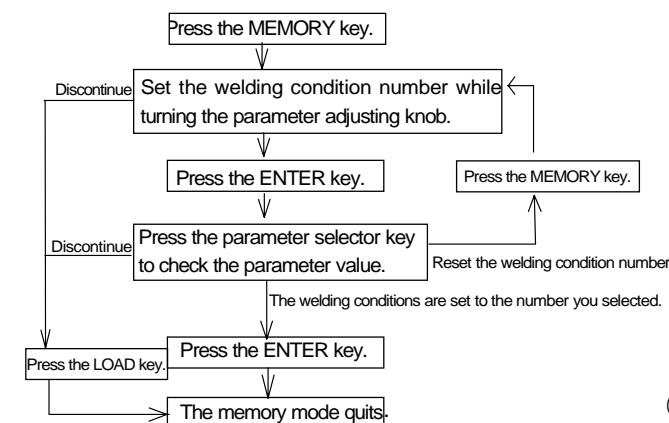 Press the MEMORY key.
Discontinue
Set the welding condition number while
turning the parameter adjusting knob.
Press the ENTER key.
Press the MEMORY key.
Discontinue
Press the parameter selector key
to check the parameter value.
Reset the welding condition number
The welding conditions are set to the number you selected.
Press the LOAD key.
Press the ENTER key.
The memory mode quits.
(